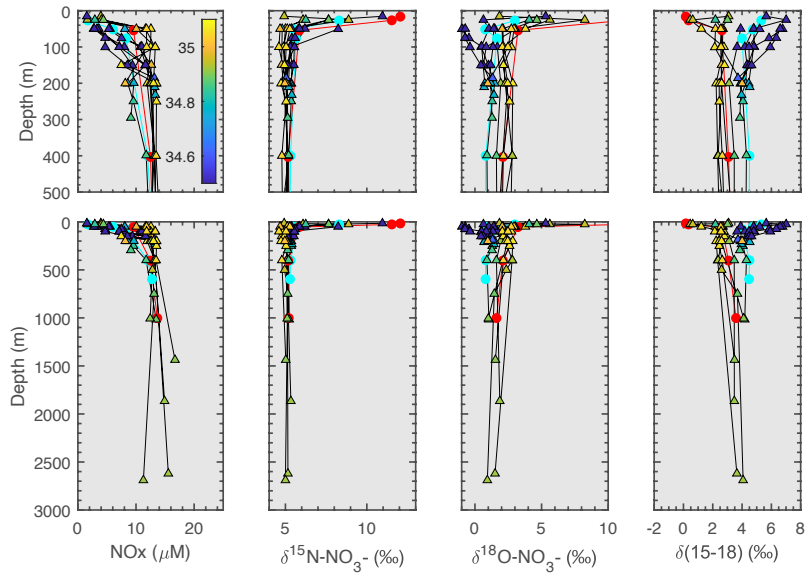 0
100
200
300
400
500
Depth (m)
35
34.8
34.6
0
500
1000
1500
2000
2500
3000
Depth (m)
0 10 20
NOx (μM)
5 10
δ15N-NO3- (‰)
0 5 10
δ18O-NO3- (‰)
-2 0 2 4 6 8
δ(15-18) (‰)